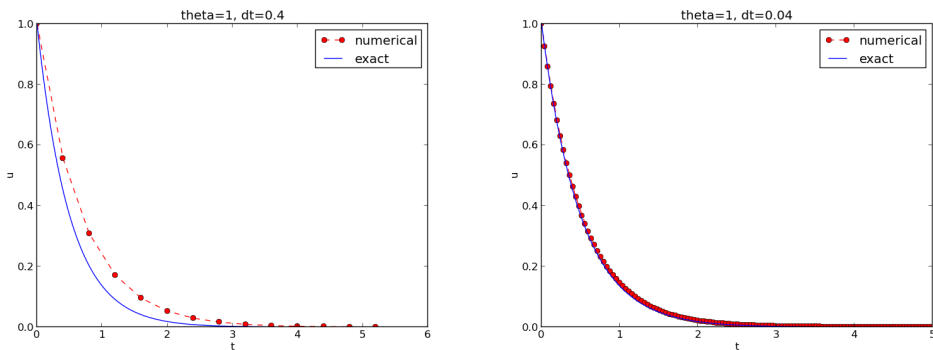 theta=1, dt=0.4
1.0
0.8
0.6
0.4
0.2
0.0
u
numerical
exact
0 1 2 3 4 5 6
t
theta=1, dt=0.04
1.0
0.8
0.6
0.4
0.2
0.0
u
numerical
exact
0 1 2 3 4 5
t